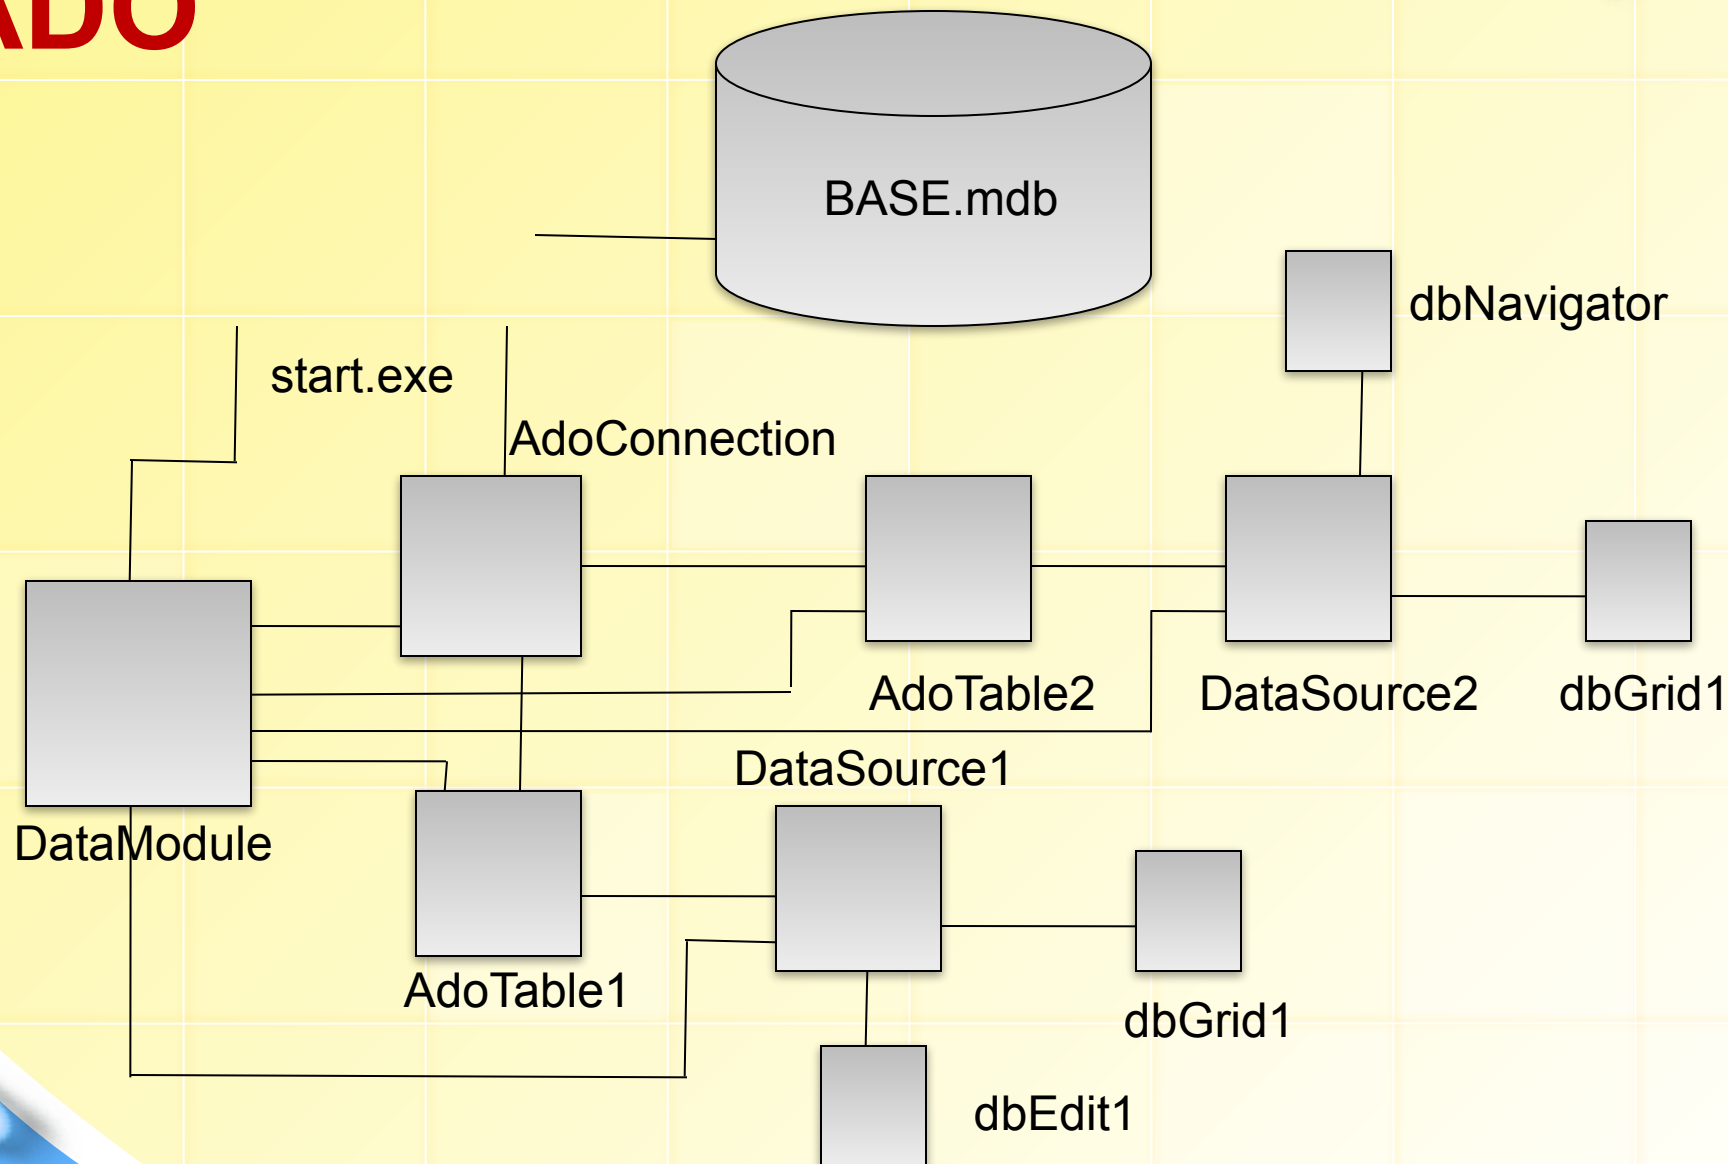 ADO
BASE.mdb
dbNavigator
start.exe
AdoConnection
AdoTable2
DataSource2
dbGrid1
DataSource1
DataModule
AdoTable1
dbGrid1
dbEdit1